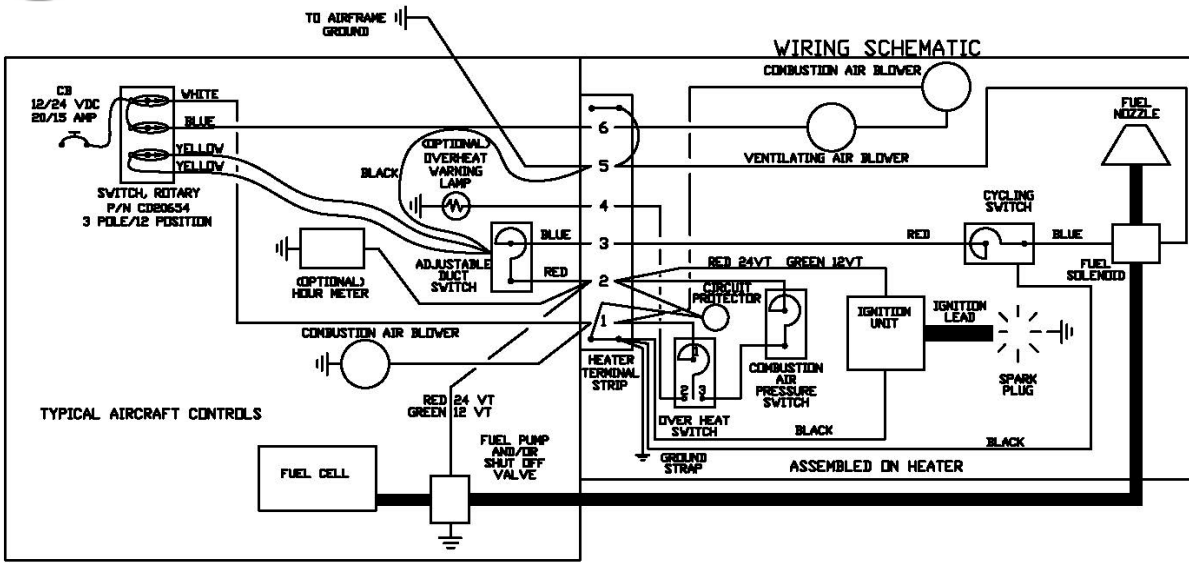 TO AIRFRAME
GROUND
WIRING SCHEMATIC
COMBUSTION AIR BLOWER
CB
12/24 VDC
20/15 AMP
WHITE
BLUE
YELLOW
YELLOW
SWITCH, ROTARY
P/N CD20654
3 POLE/12 POSITION
BLACK
(OPTIONAL)
OVERHEAT
WARNING
LAMP
6
5
4
3
2
1
VENTILATING AIR BLOWER
FUEL
NOZZLE
CYCLING
SWITCH
RED
BLUE
FUEL
SOLENOID
BLUE
RED
ADJUSTABLE
DUCT
SWITCH
(OPTIONAL)
HOUR METER
COMBUSTION AIR BLOWER
RED 24VT GREEN 12VT
CIRCUIT
PROTECTOR
IGNITION
UNIT
IGNITION
LEAD
SPARK
PLUG
HEATER
TERMINAL
STRIP
1
2
3
OVER HEAT
SWITCH
COMBUSTION
AIR
PRESSURE
SWITCH
BLACK
BLACK
GROUND
STRAP
ASSEMBLED ON HEATER
TYPICAL AIRCRAFT CONTROLS
RED 24 VT
GREEN 12 VT
FUEL PUMP
AND/OR
SHUT OFF
VALVE
FUEL CELL